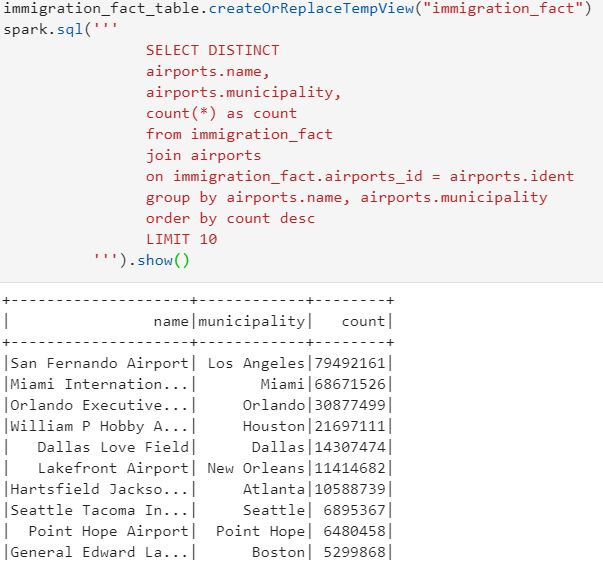 immigration_fact_table.createOrReplaceTempView("immigration_fact")
spark.sql('''
              SELECT DISTINCT
              airports.name,
              airports.municipality,
              count(*) as count
              from immigration_fact
              join airports
              on immigration_fact.airports_id = airports.ident
              group by airports.name, airports.municipality
              order by count desc
              LIMIT 10
          ''').show()
+--------------------+------------+--------+
|                name|municipality|   count|
+--------------------+------------+--------+
|San Fernando Airport| Los Angeles|79492161|
|Miami Internation...|       Miami|68671526|
|Orlando Executive...|     Orlando|30877499|
|William P Hobby A...|     Houston|21697111|
|   Dallas Love Field|      Dallas|14307474|
|   Lakefront Airport| New Orleans|11414682|
|Hartsfield Jackso...|     Atlanta|10588739|
|Seattle Tacoma In...|     Seattle| 6895367|
|  Point Hope Airport|  Point Hope| 6480458|
|General Edward La...|      Boston| 5299868|